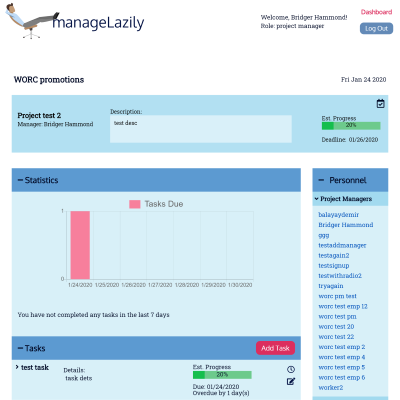 manageLazily
Welcome, Bridger Hammond!
Role: project manager
Dashboard
Log Out
WORC promotions
Fri Jan 24 2020
Project test 2
Manager: Bridger Hammond
Description:
test desc
Est. Progress
20%
Deadline: 01/26/2020
Statistics
Tasks Due
1
0
1/24/2020 1/25/2020 1/26/2020 1/27/2020 1/28/2020 1/29/2020 1/30/2020
You have not completed any tasks in the last 7 days
Tasks
Add Task
test task
Details:
task dets
Est. Progress
20%
Due: 01/24/2020
Overdue by 1 day(s)
Personnel
Project Managers
balayaydemir
Bridger Hammond
ggg
testaddmanager
testagain2
testsignup
testwithradio2
tryagain
worc pm test
worc test emp 12
worc test pm
worc test 20
worc test 22
worc test emp 2
worc test emp 4
worc test emp 5
worc test emp 6
worker2